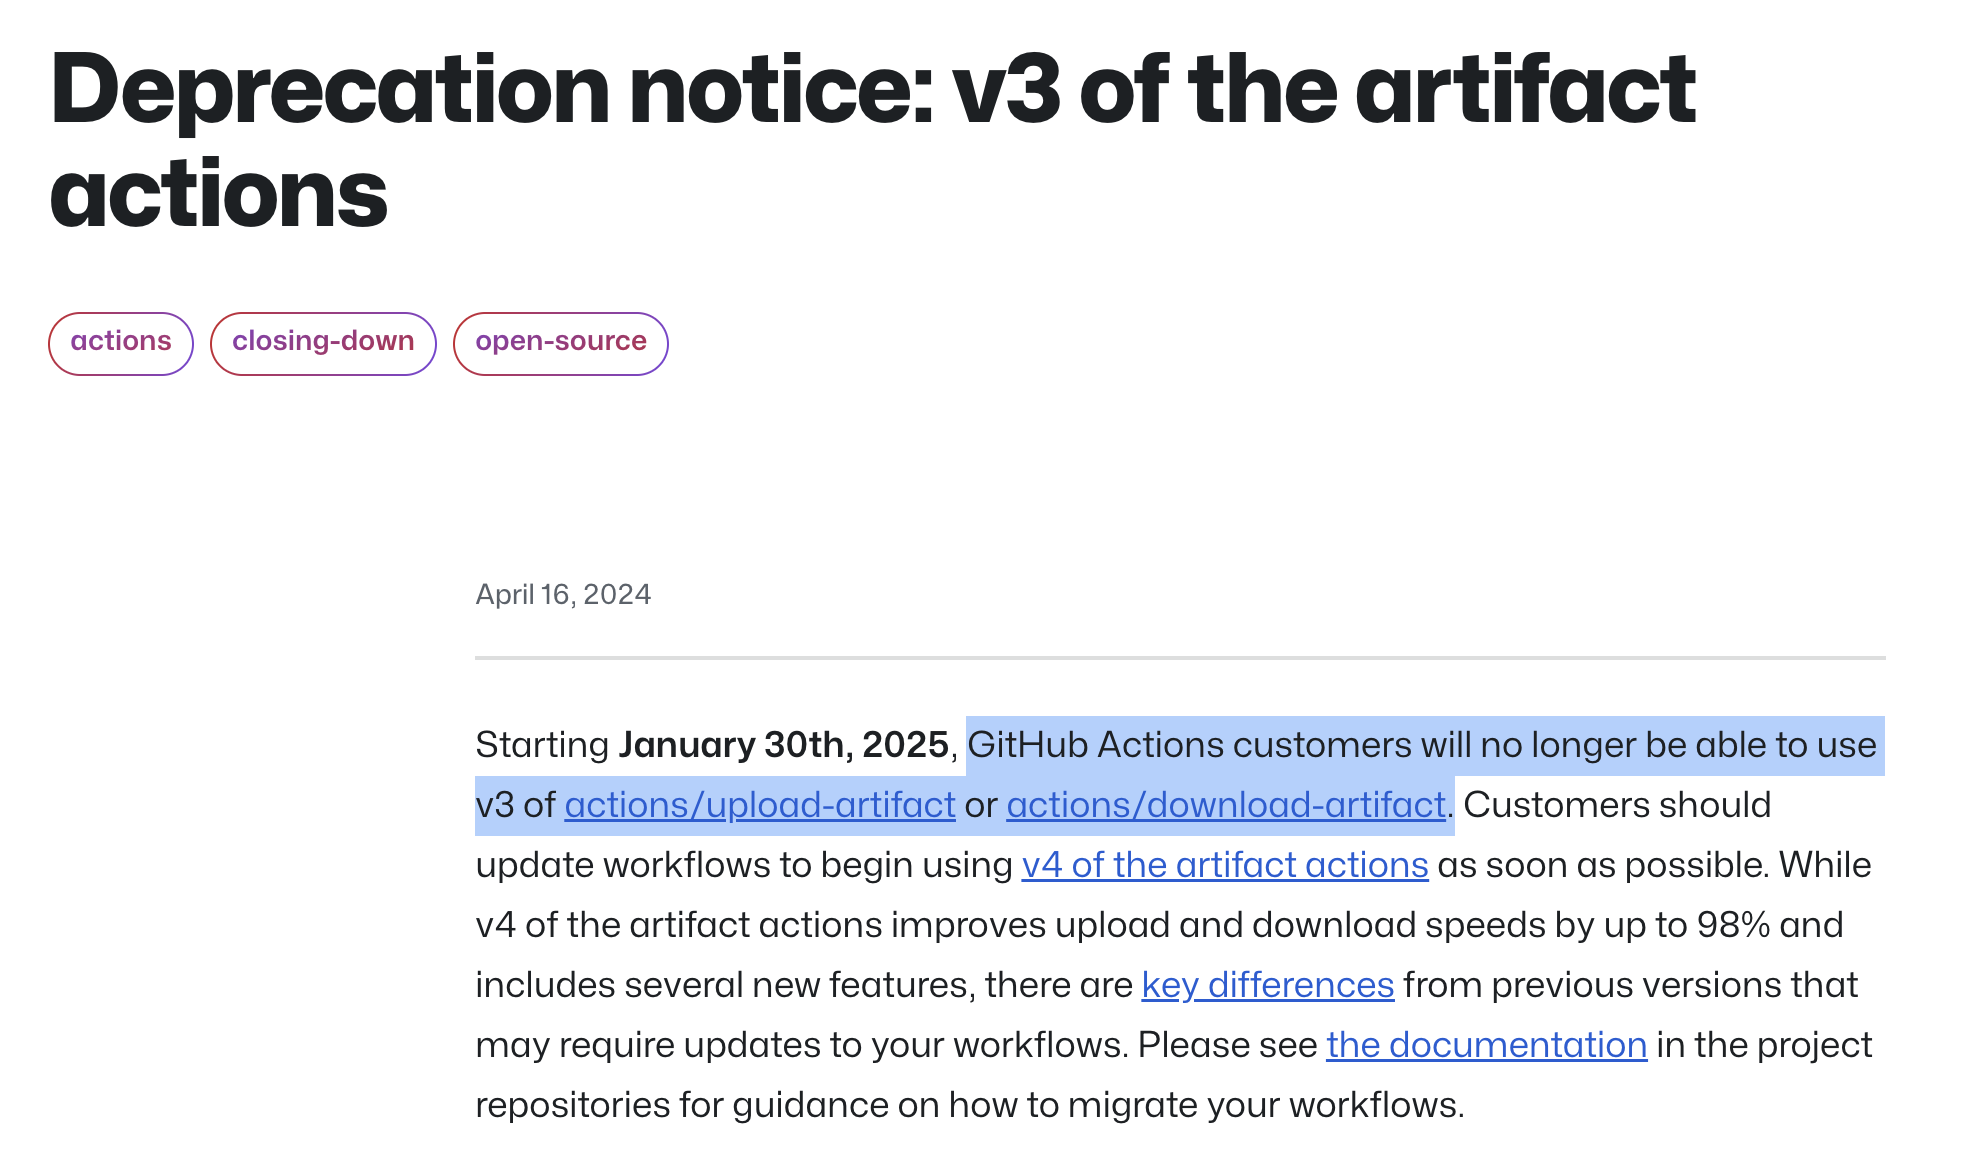 Deprecation notice: v3 of the artifact
actions
actions closing-down open-source
April 16, 2024
Starting January 30th, 2025, GitHub Actions customers will no longer be able to use
v3 of actions/upload-artifact or actions/download-artifact. Customers should
update workflows to begin using v4 of the artifact actions as soon as possible. While
v4 of the artifact actions improves upload and download speeds by up to 98% and
includes several new features, there are key differences from previous versions that
may require updates to your workflows. Please see the documentation in the project
repositories for guidance on how to migrate your workflows.